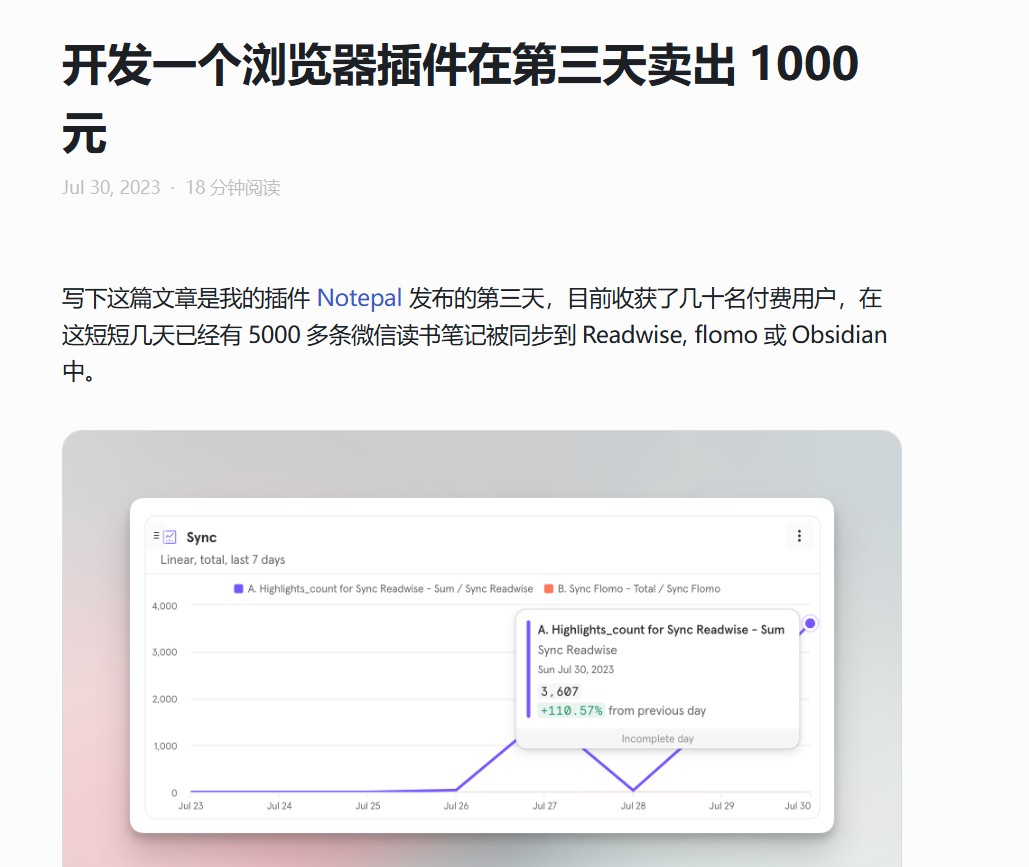 开发一个浏览器插件在第三天卖出 1000
元
Jul 30, 2023 · 18 分钟阅读
写下这篇文章是我的插件 Notepal 发布的第三天，目前收获了几十名付费用户，在
这短短几天已经有 5000 多条微信读书笔记被同步到 Readwise, flomo 或 Obsidian
中。
Sync
Linear, total, last 7 days
A. Highlights_count for Sync Readwise - Sum / Sync Readwise
B. Sync Flomo - Total / Sync Flomo
4,000
3,000
2,000
1,000
0
A. Highlights_count for Sync Readwise - Sum
Sync Readwise
Sun Jul 30, 2023
3,607
+110.57% from previous day
Incomplete day
Jul 23
Jul 24
Jul 25
Jul 26
Jul 27
Jul 28
Jul 29
Jul 30